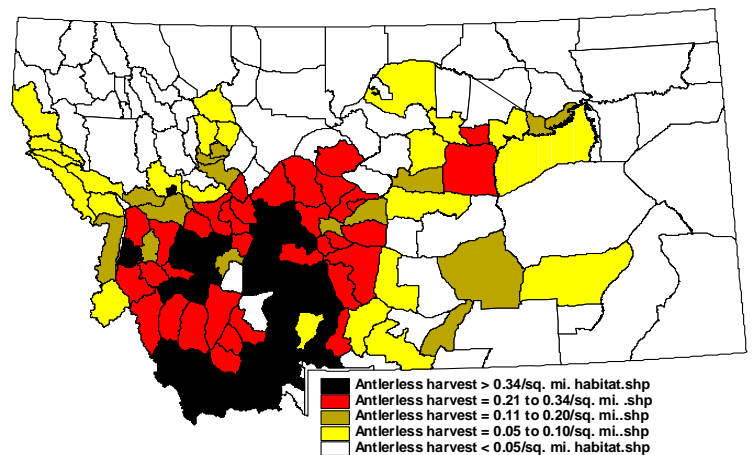 Antlerless harvest > 0.34/sq. mi. habitat.shp
Antlerless harvest = 0.21 to 0.34/sq. mi. .shp
Antlerless harvest = 0.11 to 0.20/sq. mi..shp
Antlerless harvest = 0.05 to 0.10/sq. mi..shp
Antlerless harvest < 0.05/sq. mi. habitat.shp